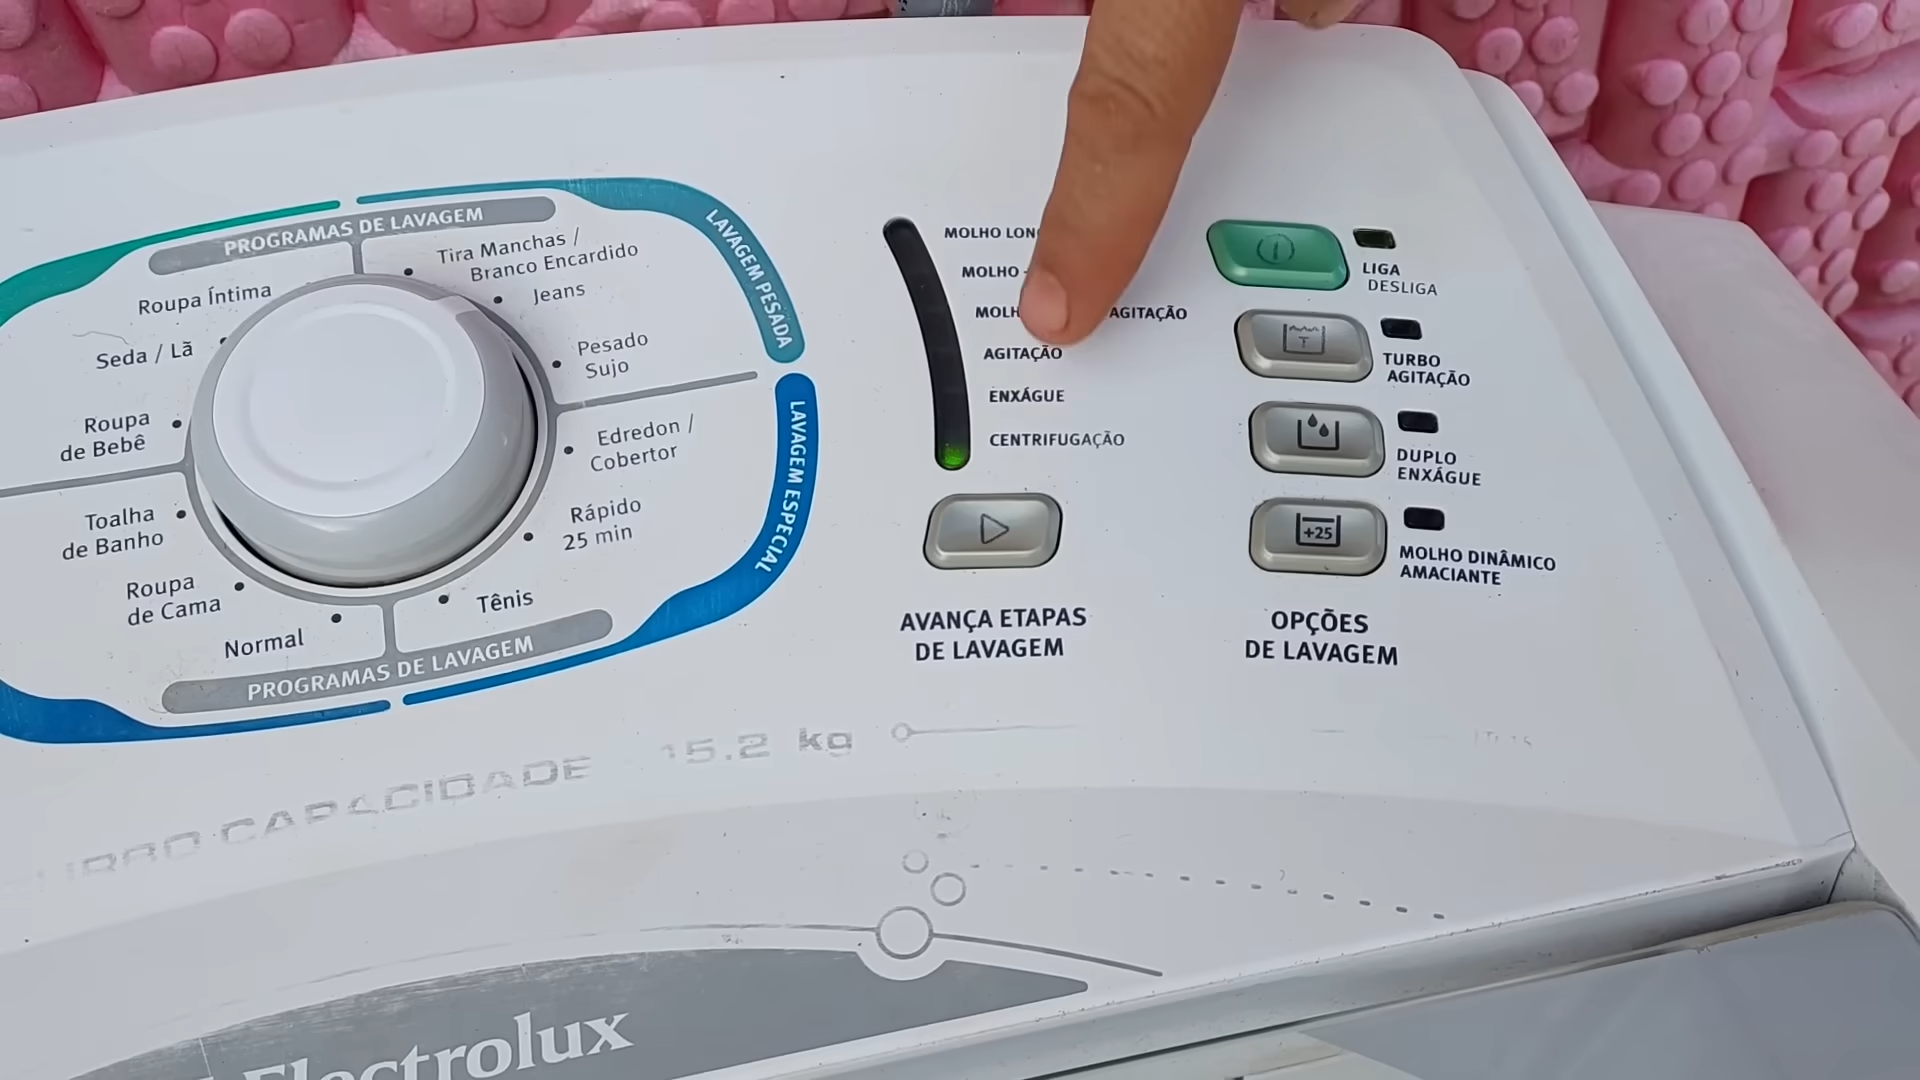 PROGRAMAS DE LAVAGEM
Tira Manchas /
Branco Encardido
Jeans
Pesado
Sujo
Edredon /
Cobertor
Rápido
25 min
Tênis
Roupa Íntima
Seda / Lã
Roupa
de Bebê
Toalha
de Banho
Roupa
de Cama
Normal
PROGRAMAS DE LAVAGEM
LAVAGEM PESADA
LAVAGEM ESPECIAL
MOLHO
MOLHO -
AGITAÇÃO
AGITAÇÃO
ENXÁGUE
CENTRIFUGAÇÃO
AVANÇA ETAPAS
DE LAVAGEM
LIGA
DESLIGA
TURBO
AGITAÇÃO
DUPLO
ENXÁGUE
+25
MOLHO DINÂMICO
AMACIANTE
OPÇÕES
DE LAVAGEM
CAPACIDADE 15.2 kg
Electrolux